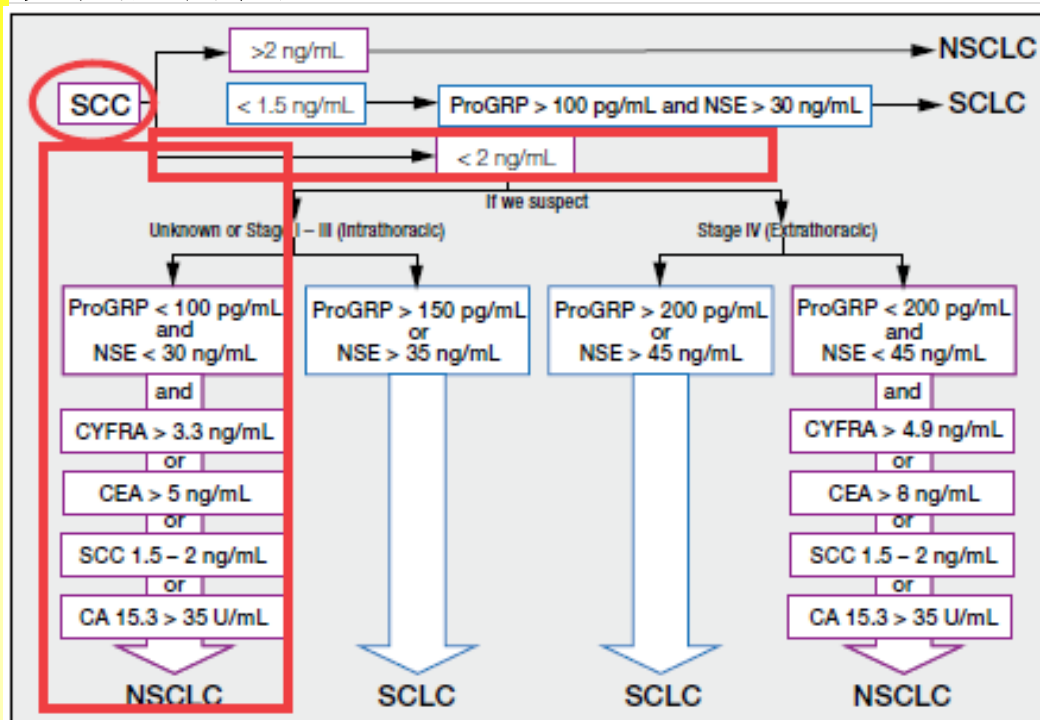 >2 ng/mL
NSCLC
SCC
< 1.5 ng/mL
ProGRP > 100 pg/mL and NSE > 30 ng/mL
SCLC
< 2 ng/mL
If we suspect
Unknown or Stage I – III (Intrathoracic)
Stage IV (Extrathoracic)
ProGRP < 100 pg/mL
and
NSE < 30 ng/mL
and
CYFRA > 3.3 ng/mL
or
CEA > 5 ng/mL
or
SCC 1.5 – 2 ng/mL
or
CA 15.3 > 35 U/mL
NSCLC
ProGRP > 150 pg/mL
or
NSE > 35 ng/mL
SCLC
ProGRP > 200 pg/mL
or
NSE > 45 ng/mL
SCLC
ProGRP < 200 pg/mL
and
NSE < 45 ng/mL
and
CYFRA > 4.9 ng/mL
or
CEA > 8 ng/mL
or
SCC 1.5 – 2 ng/mL
or
CA 15.3 > 35 U/mL
NSCLC